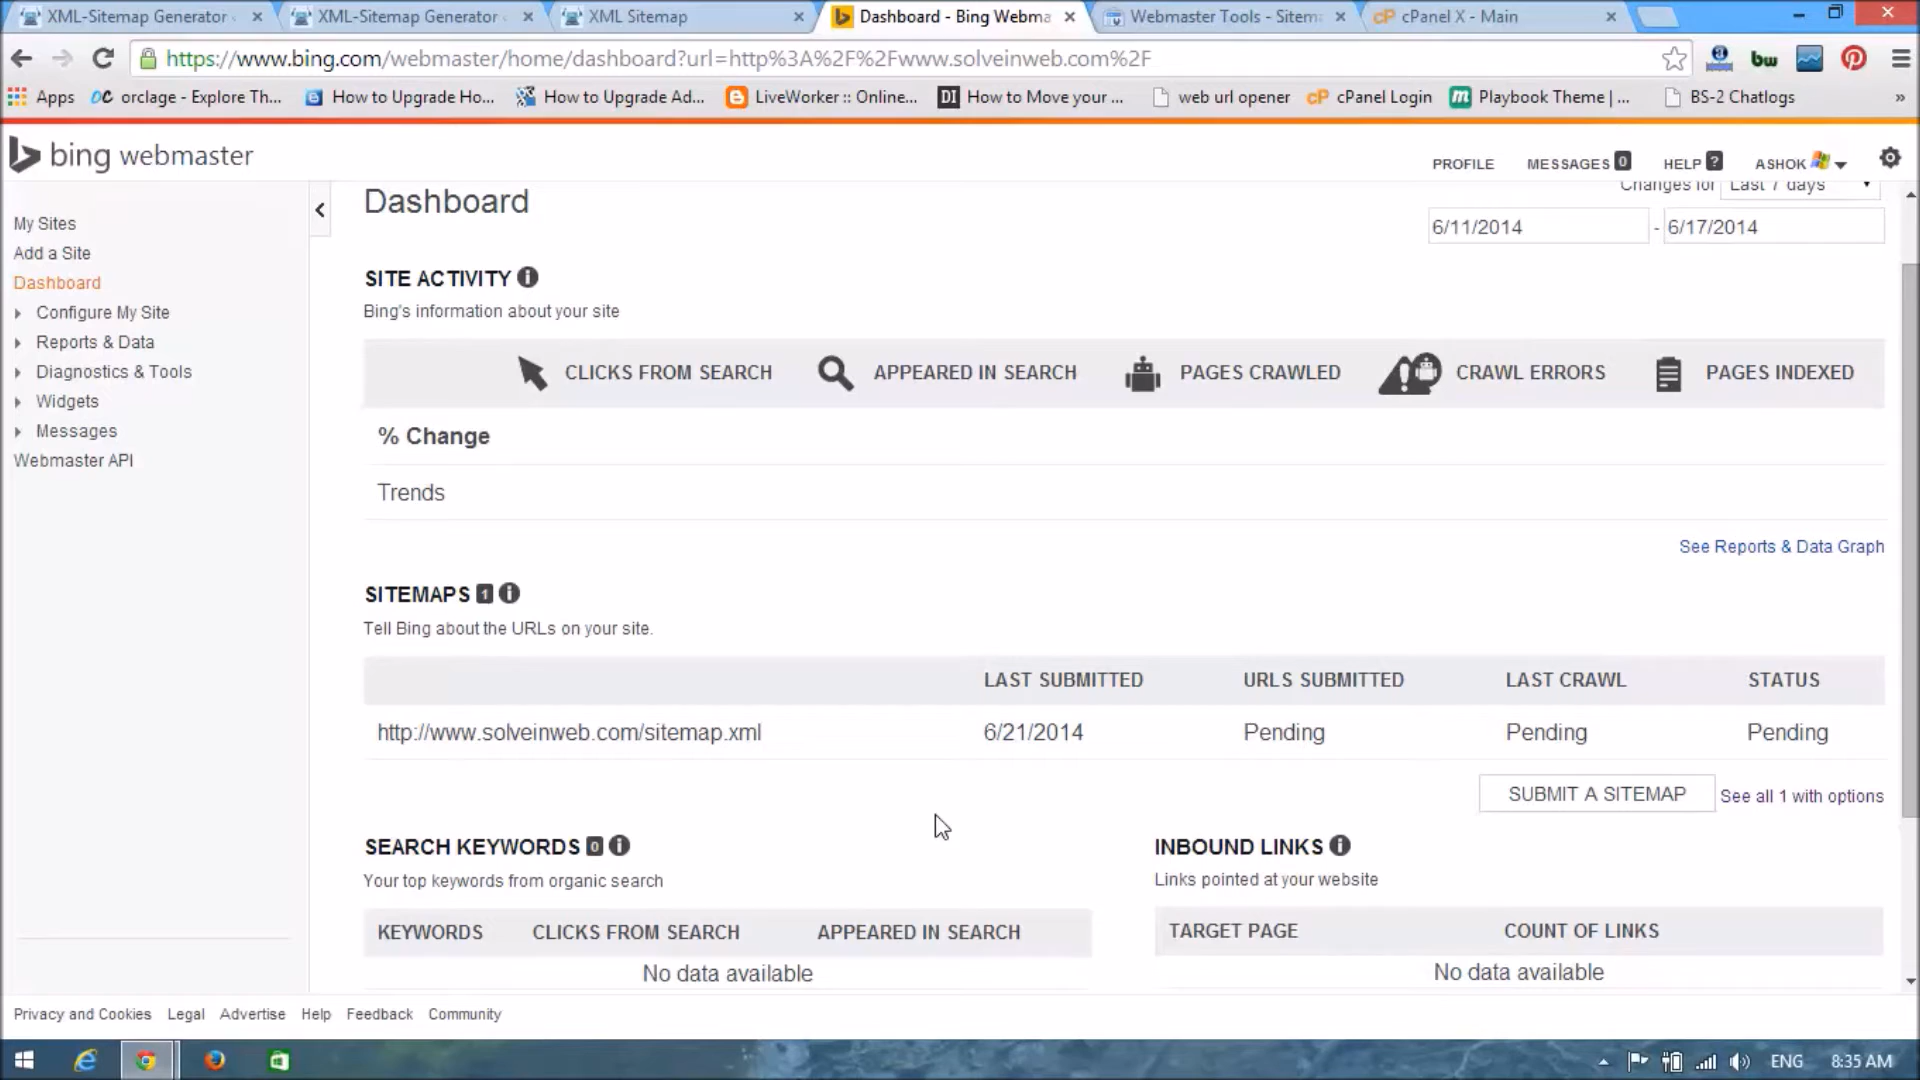 XML-Sitemap Generator
XML-Sitemap Generator
XML Sitemap
Dashboard - Bing Webma
Webmaster Tools - Sitem
cP cPanel X - Main
https://www.bing.com/webmaster/home/dashboard?url=http%3A%2F%2Fwww.solveinweb.com%2F
bw
Apps
OC orclage - Explore Th...
How to Upgrade Ho...
How to Upgrade Ad...
LiveWorker :: Online...
DI How to Move your ...
web url opener
cP cPanel Login
m Playbook Theme | ...
BS-2 Chatlogs
»
bing webmaster
PROFILE
MESSAGES 0
HELP ?
ASHOK
My Sites
Add a Site
Dashboard
Configure My Site
Reports & Data
Diagnostics & Tools
Widgets
Messages
Webmaster API
Dashboard
Changes for Last 7 days
6/11/2014 - 6/17/2014
SITE ACTIVITY
Bing's information about your site
CLICKS FROM SEARCH
APPEARED IN SEARCH
PAGES CRAWLED
CRAWL ERRORS
PAGES INDEXED
% Change
Trends
See Reports & Data Graph
SITEMAPS 1
Tell Bing about the URLs on your site.
LAST SUBMITTED
URLS SUBMITTED
LAST CRAWL
STATUS
http://www.solveinweb.com/sitemap.xml
6/21/2014
Pending
Pending
Pending
SUBMIT A SITEMAP
See all 1 with options
SEARCH KEYWORDS 0
Your top keywords from organic search
KEYWORDS
CLICKS FROM SEARCH
APPEARED IN SEARCH
No data available
INBOUND LINKS
Links pointed at your website
TARGET PAGE
COUNT OF LINKS
No data available
Privacy and Cookies
Legal
Advertise
Help
Feedback
Community
ENG
8:35 AM